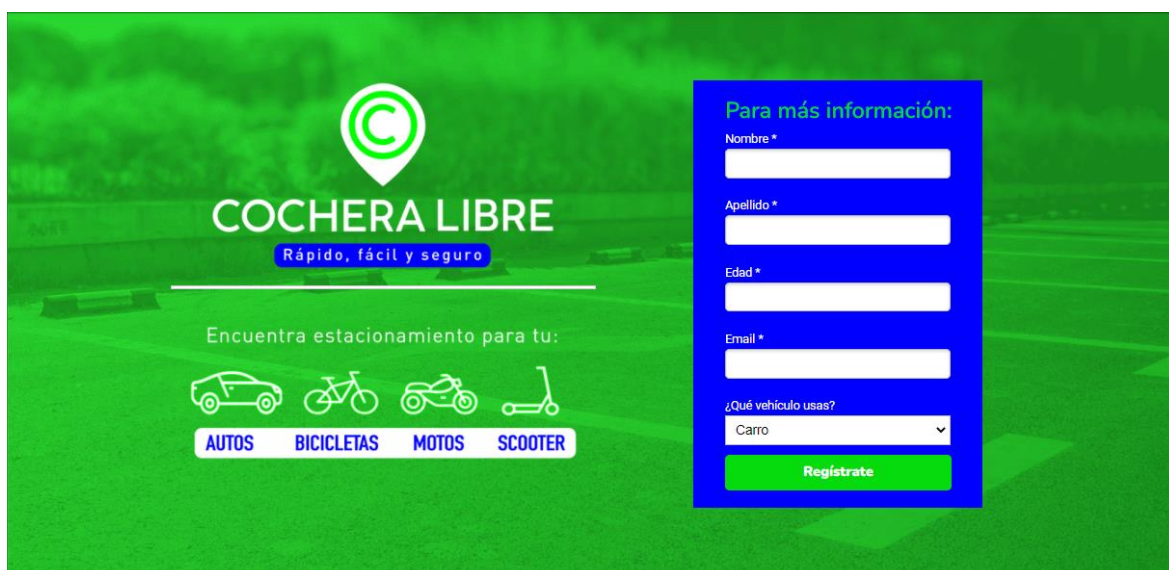 COCHERA LIBRE
Rápido, fácil y seguro
Encuentra estacionamiento para tu:
AUTOS BICICLETAS MOTOS SCOOTER
Para más información:
Nombre *
Apellido *
Edad *
Email *
¿Qué vehículo usas?
Carro
Regístrate